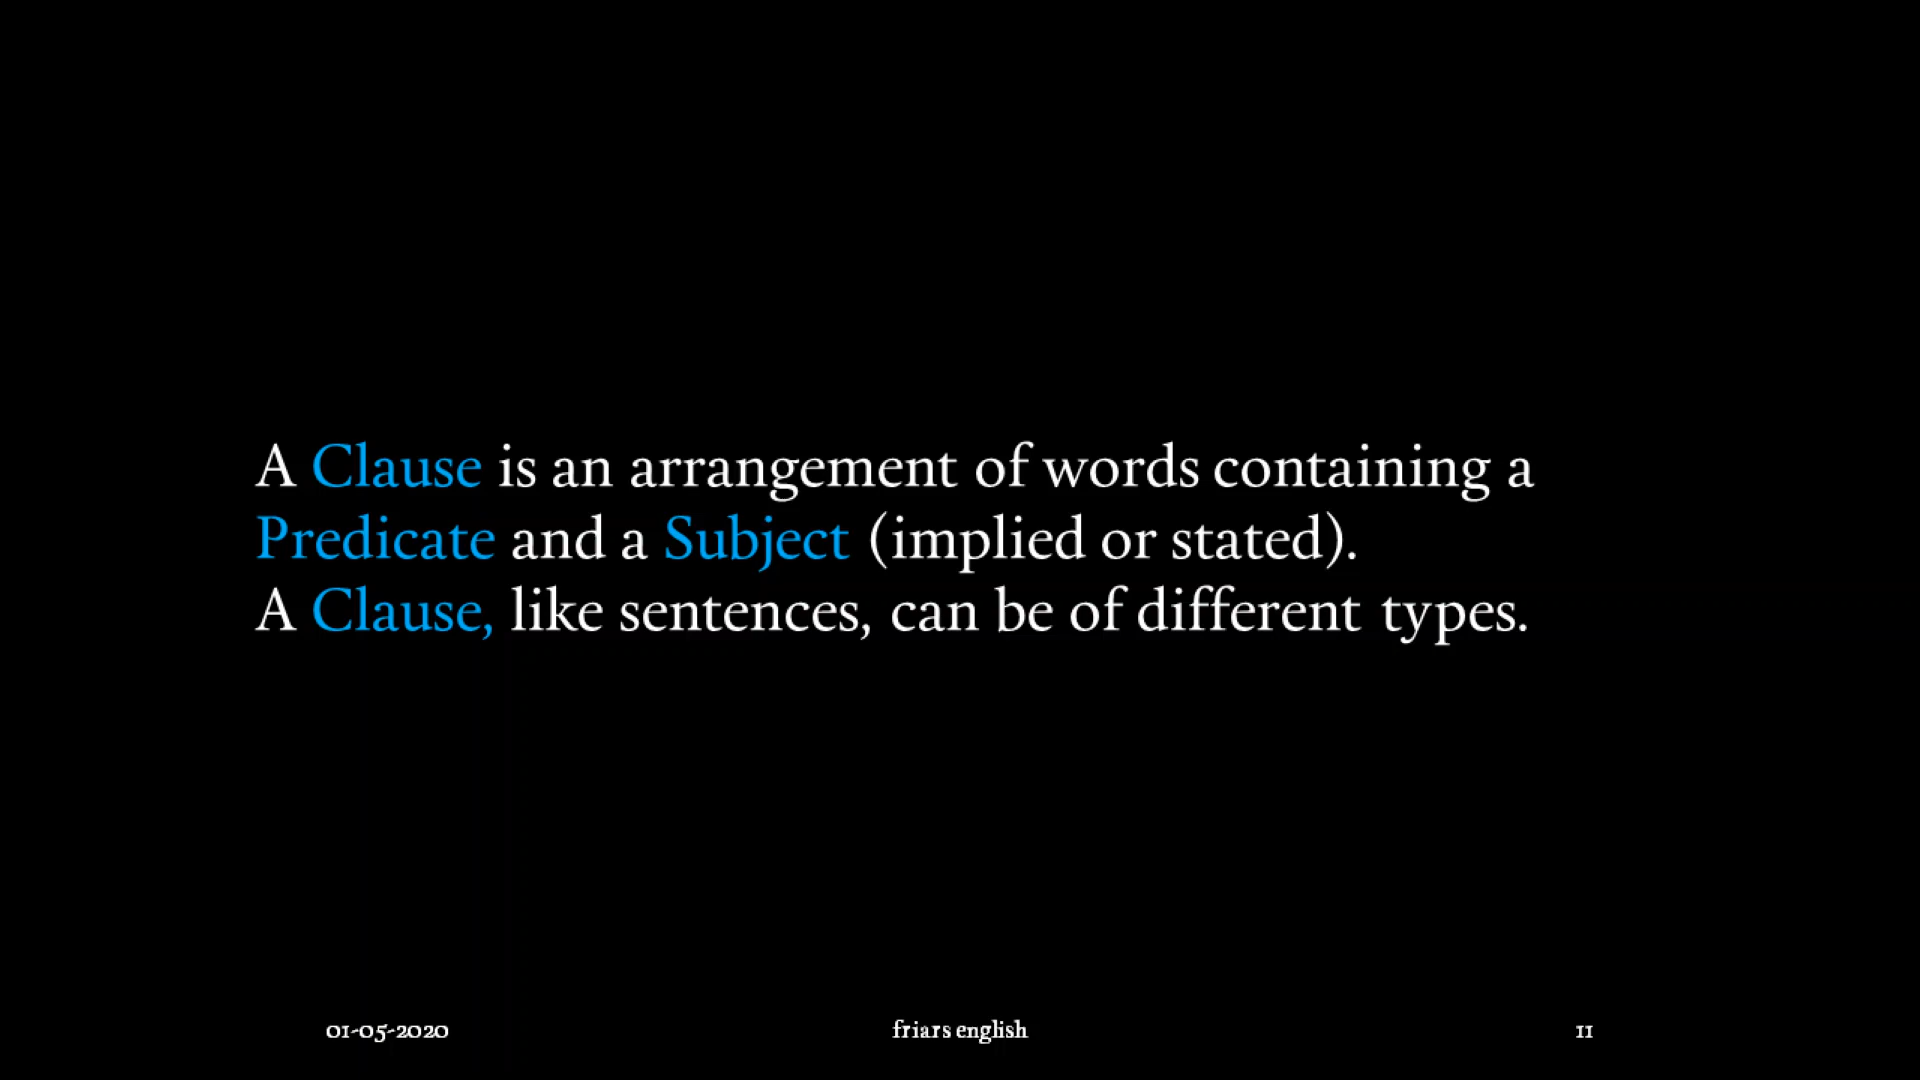 A Clause is an arrangement of words containing a
Predicate and a Subject (implied or stated).
A Clause, like sentences, can be of different types.
01-05-2020
friars english
11